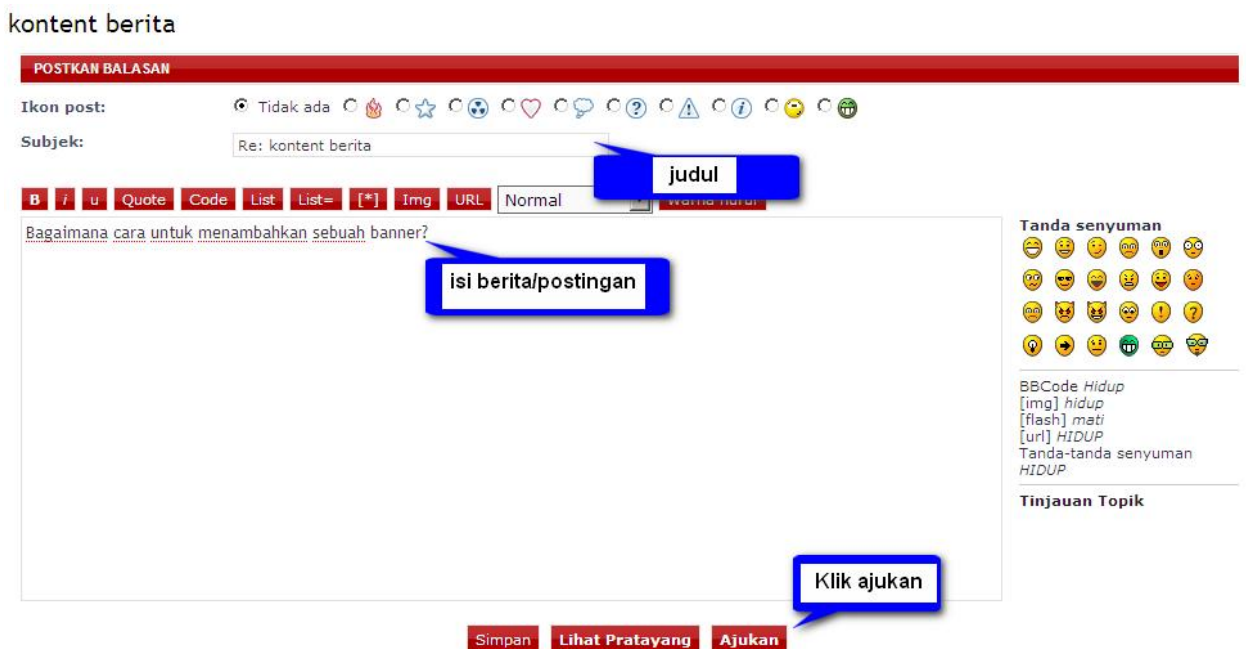 kontent berita
POSTKAN BALASAN
Ikon post: Tidak ada
Subjek: Re: kontent berita
judul
B i u Quote Code List List= [*] Img URL Normal
Bagaimana cara untuk menambahkan sebuah banner?
isi berita/postingan
Tanda senyuman
BBCode Hidup
[img] hidup
[flash] mati
[url] HIDUP
Tanda-tanda senyuman
HIDUP
Tinjauan Topik
Klik ajukan
Simpan Lihat Pratayang Ajukan